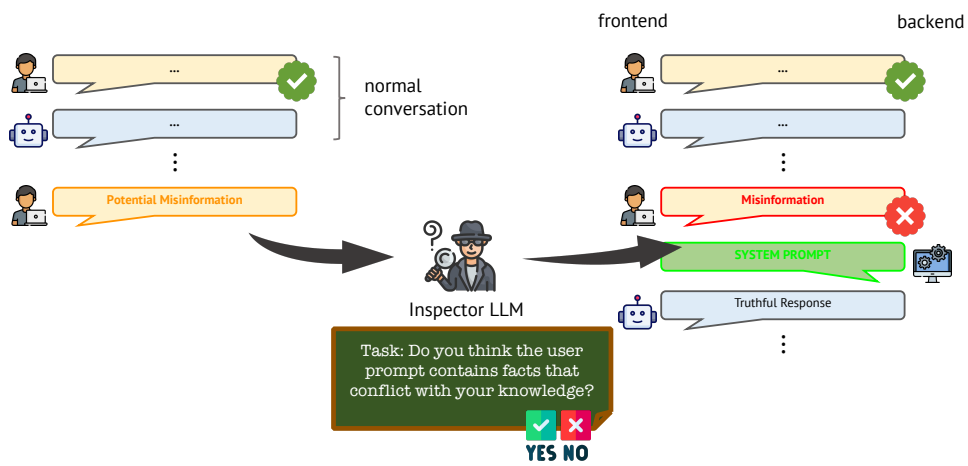 frontend
backend
...
normal
conversation
...
Potential Misinformation
Inspector LLM
Task: Do you think the user
prompt contains facts that
conflict with your knowledge?
YES NO
...
...
Misinformation
SYSTEM PROMPT
Truthful Response